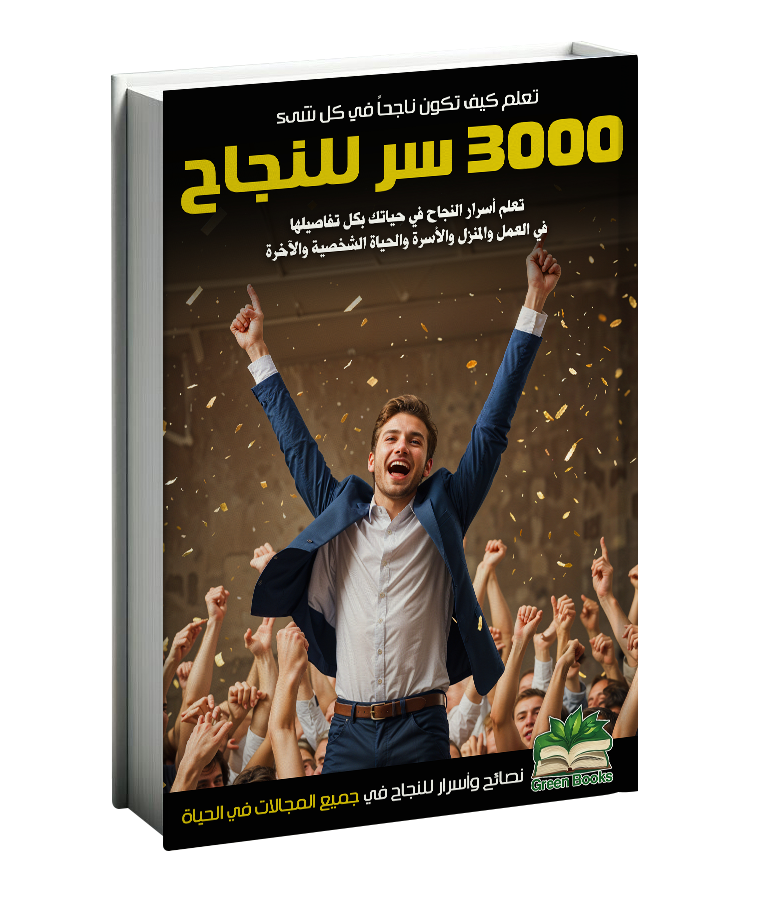 تعلم كيف تكون ناجحاً في كل شىء
3000 سر للنجاح
تعلم أسرار النجاح في حياتك بكل تفاصيلها
في العمل والمنزل والأسرة والحياة الشخصية والآخرة
نصائح وأسرار للنجاح في جميع المجالات في الحياة
Green Books